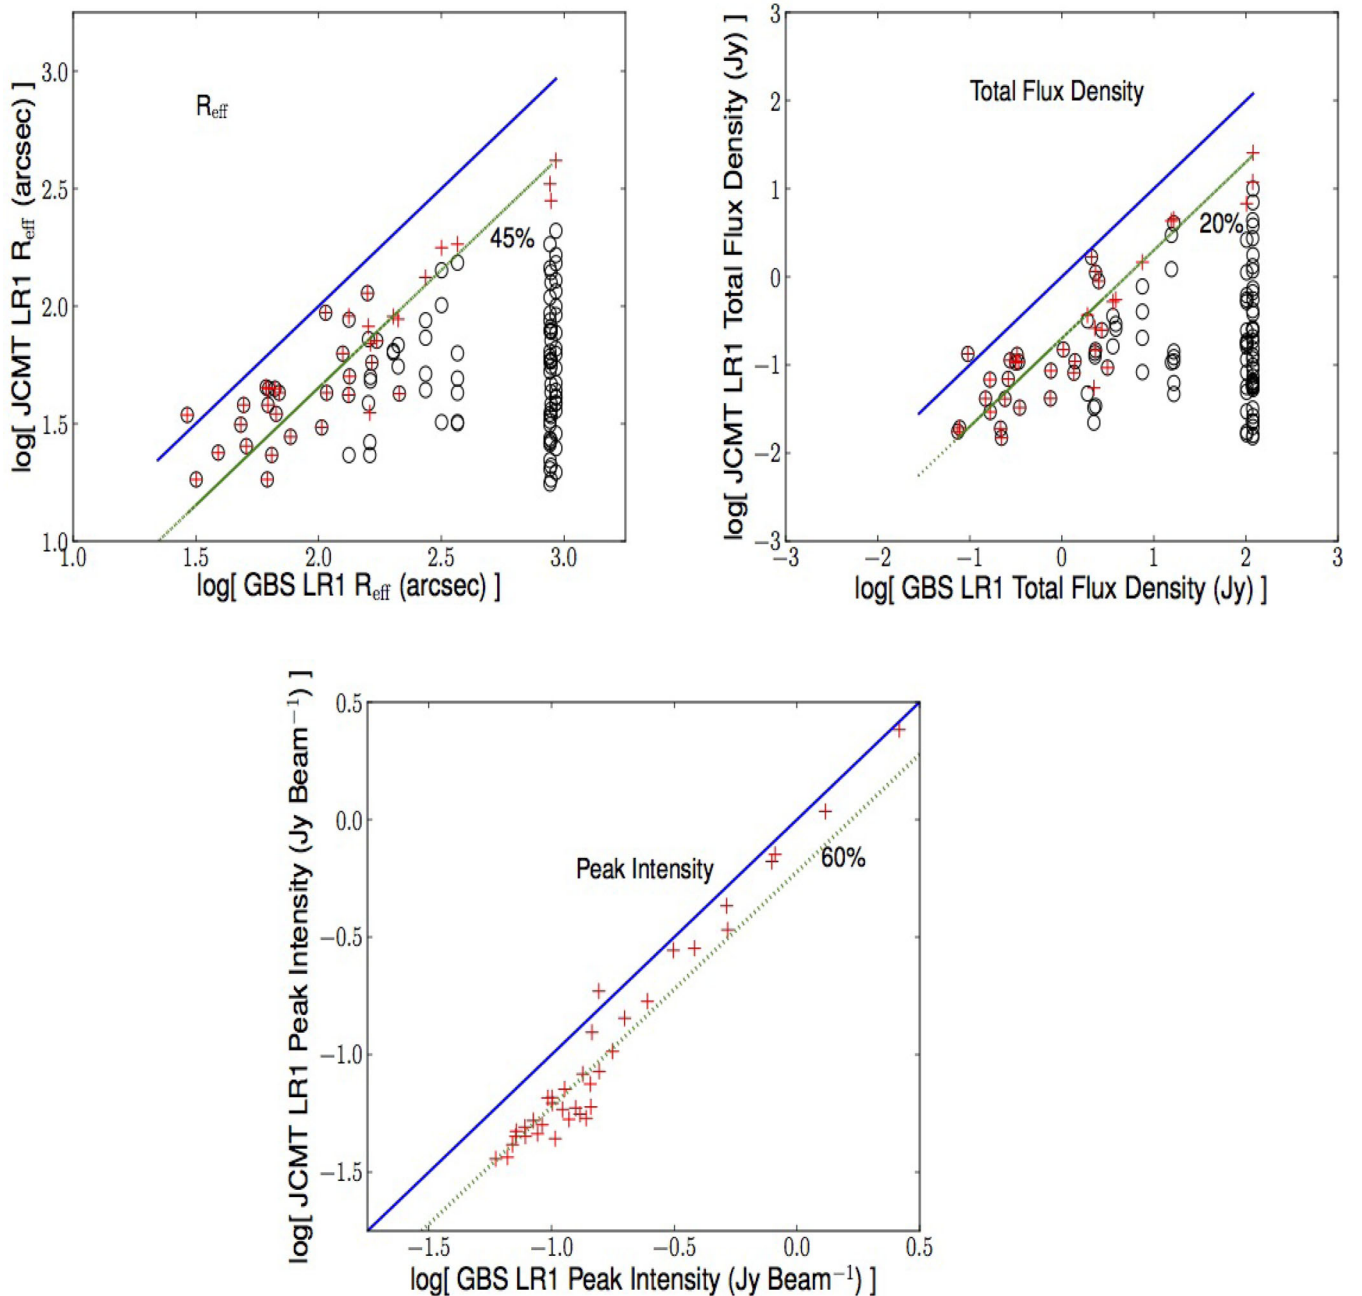 log[ JCMT LR1 R_eff (arcsec) ]
3.0
2.5
2.0
1.5
1.0
R_eff
45%
1.0 1.5 2.0 2.5 3.0
log[ GBS LR1 R_eff (arcsec) ]
log[ JCMT LR1 Total Flux Density (Jy) ]
3
2
1
0
−1
−2
−3
Total Flux Density
20%
−3 −2 −1 0 1 2 3
log[ GBS LR1 Total Flux Density (Jy) ]
log[ JCMT LR1 Peak Intensity (Jy Beam⁻¹) ]
0.5
0.0
−0.5
−1.0
−1.5
Peak Intensity
60%
−1.5 −1.0 −0.5 0.0 0.5
log[ GBS LR1 Peak Intensity (Jy Beam⁻¹) ]